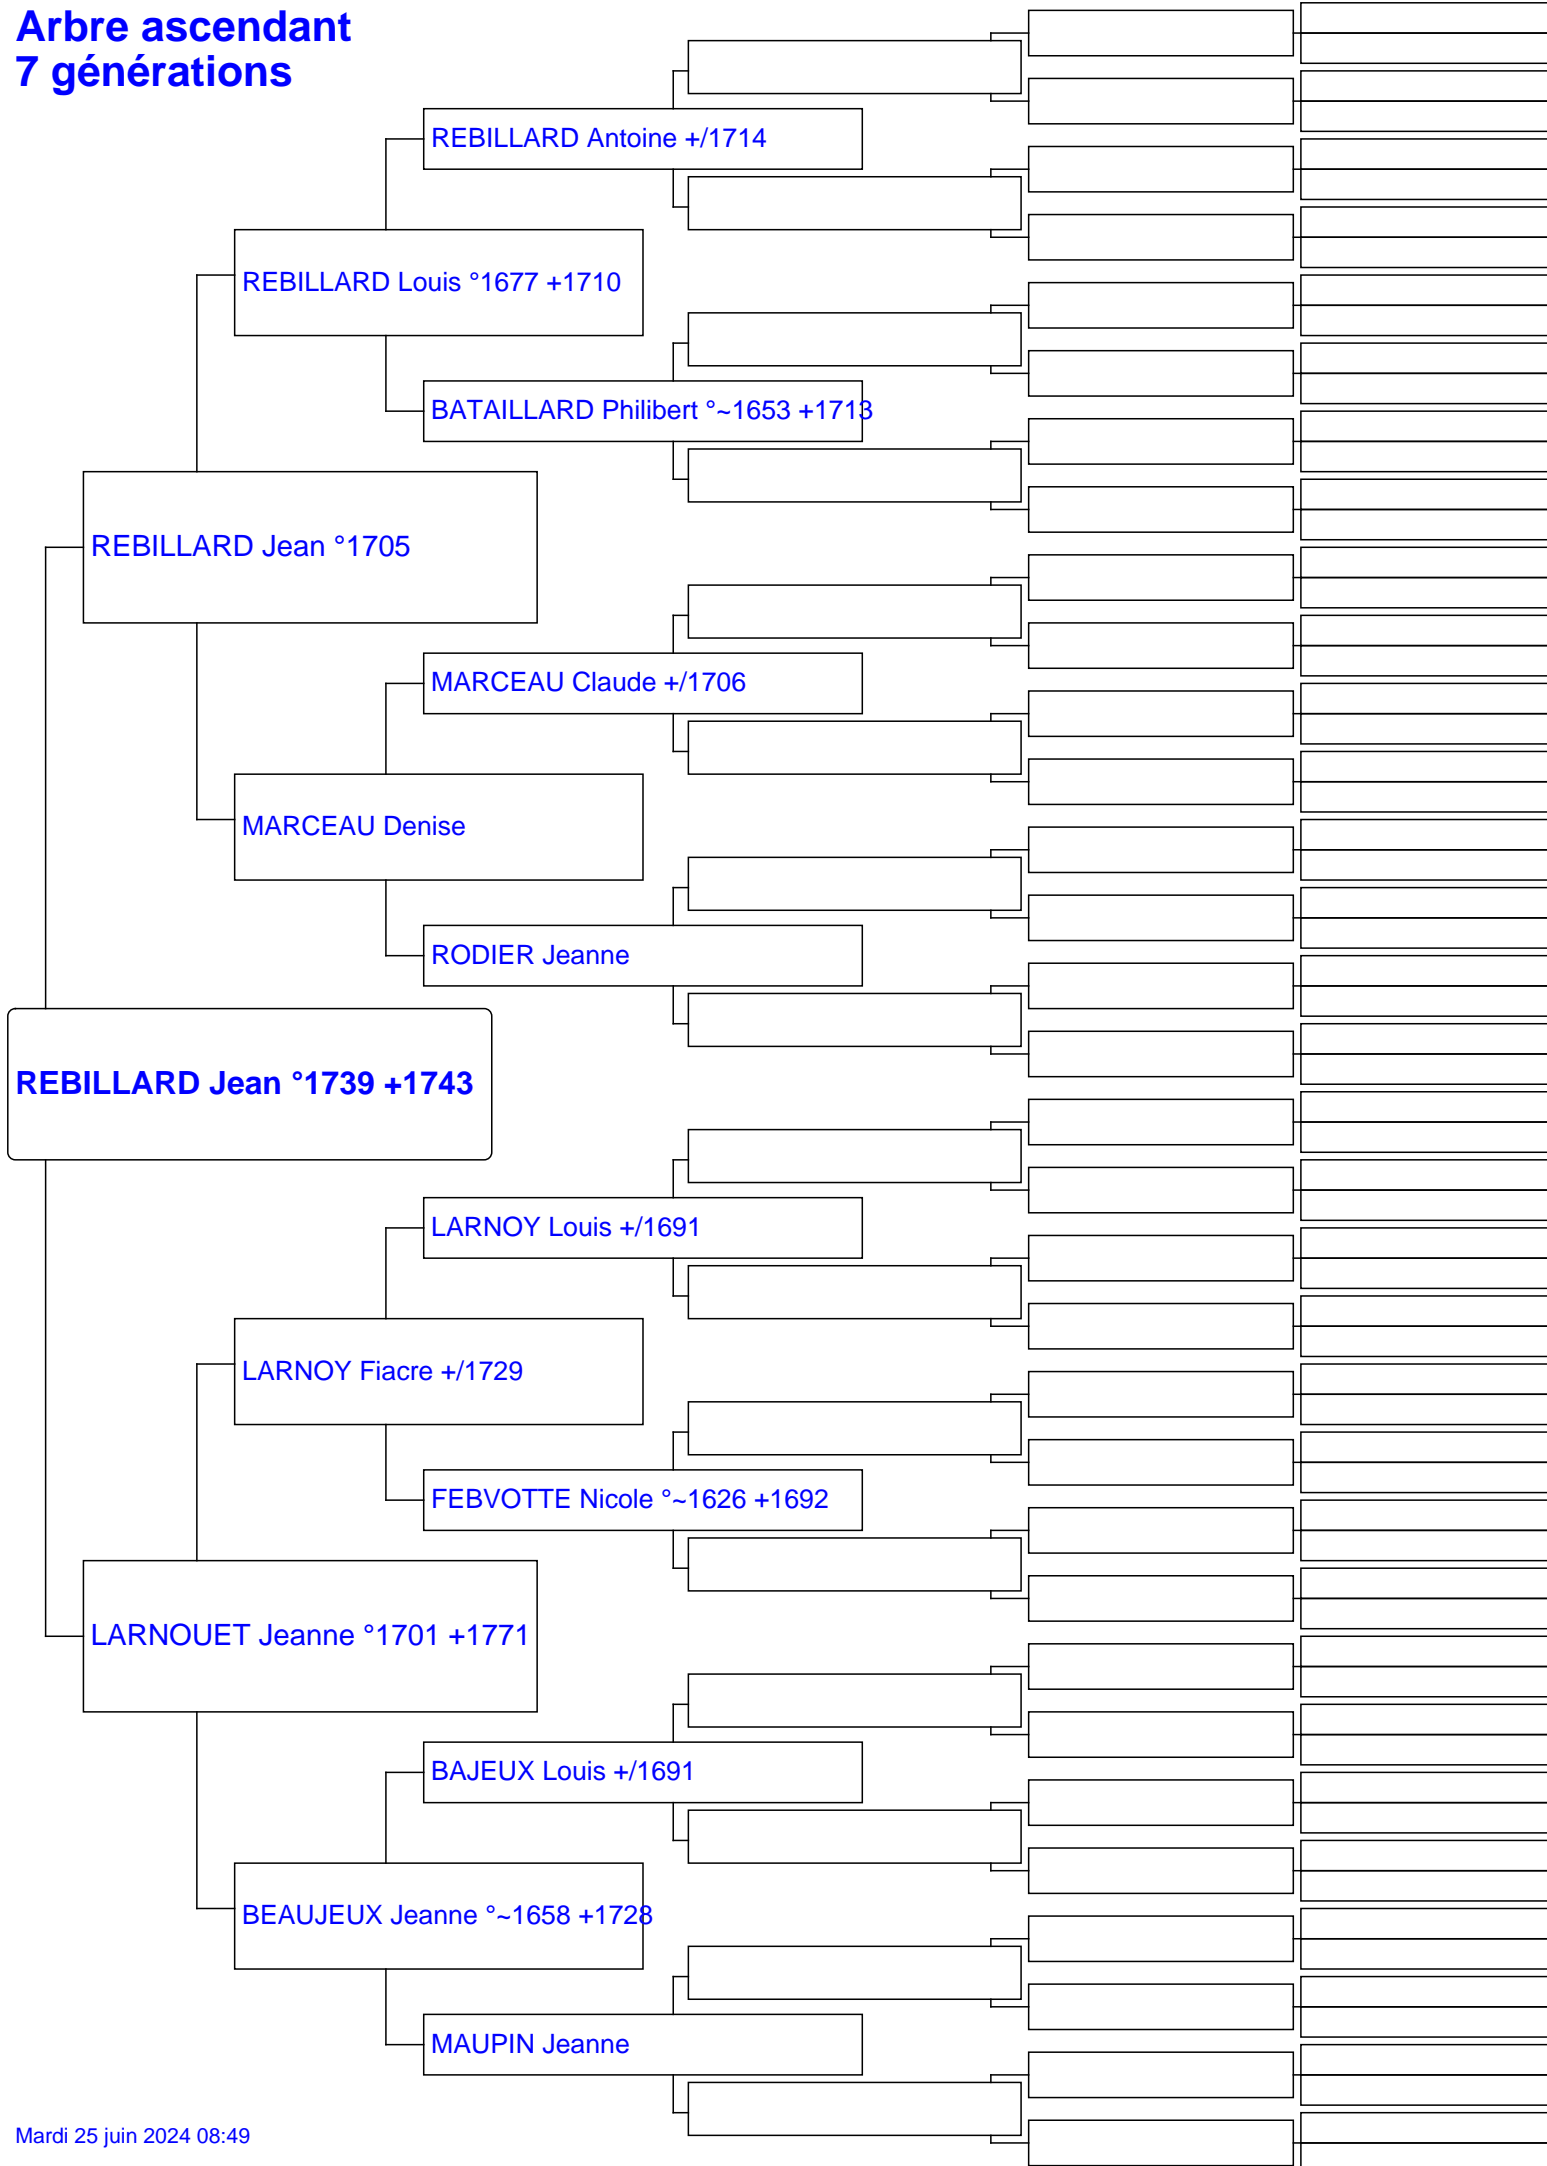 Arbre ascendant
7 générations
REBILLARD Antoine +/1714
REBILLARD Louis °1677 +1710
BATAILLARD Philibert °~1653 +1713
REBILLARD Jean °1705
MARCEAU Claude +/1706
MARCEAU Denise
RODIER Jeanne
REBILLARD Jean °1739 +1743
LARNOY Louis +/1691
LARNOY Fiacre +/1729
FEBVOTTE Nicole °~1626 +1692
LARNOUET Jeanne °1701 +1771
BAJEUX Louis +/1691
BEAUJEUX Jeanne °~1658 +1728
MAUPIN Jeanne
Mardi 25 juin 2024 08:49